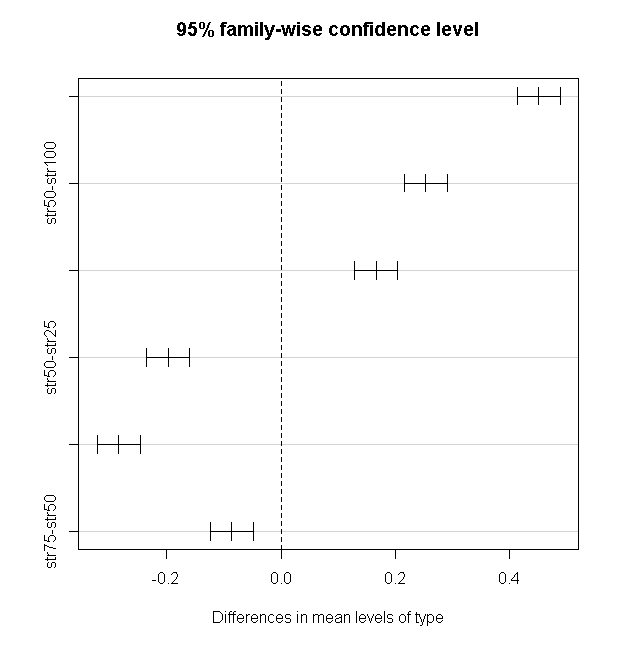 95% family-wise confidence level
str50-str100
str50-str25
str75-str50
-0.2 0.0 0.2 0.4
Differences in mean levels of type